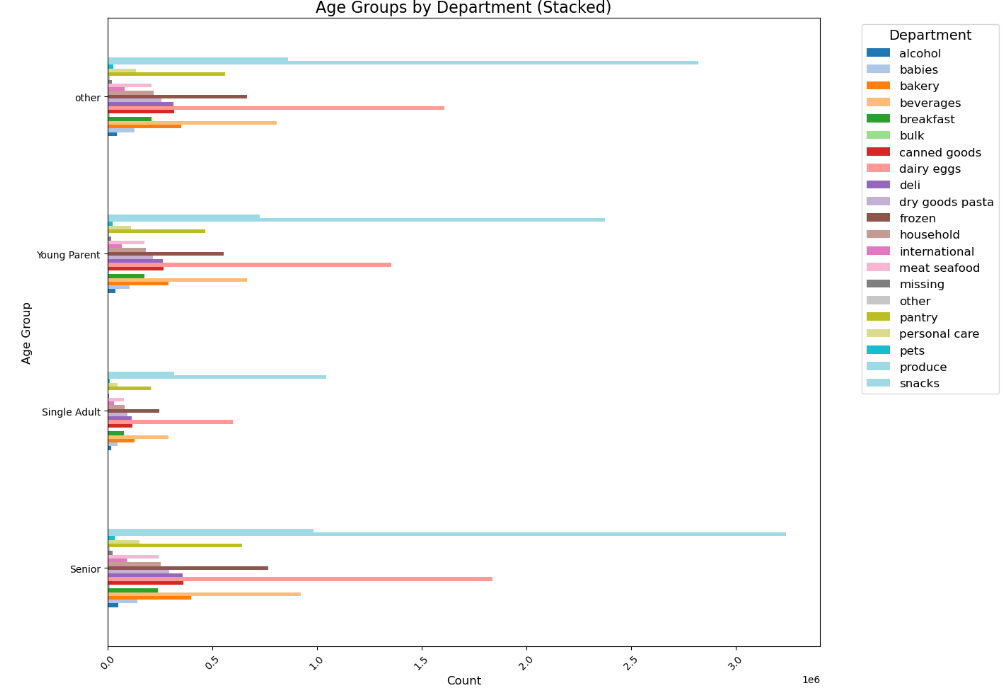 Age Groups by Department (Stacked)
Age Group
other
Young Parent
Single Adult
Senior
0.0
0.5
1.0
1.5
2.0
2.5
3.0
1e6
Count
Department
alcohol
babies
bakery
beverages
breakfast
bulk
canned goods
dairy eggs
deli
dry goods pasta
frozen
household
international
meat seafood
missing
other
pantry
personal care
pets
produce
snacks